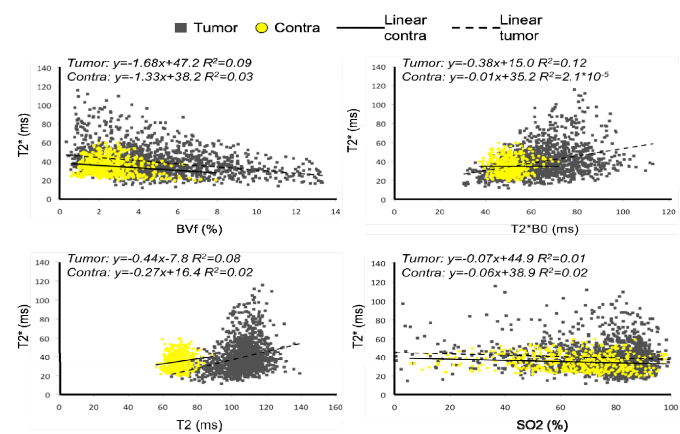 Tumor Contra Linear contra Linear tumor
Tumor: y=-1.68x+47.2 R²=0.09
Contra: y=-1.33x+38.2 R²=0.03
T2* (ms)
140
120
100
80
60
40
20
0
0 2 4 6 8 10 12 14
BVf (%)
Tumor: y=-0.38x+15.0 R²=0.12
Contra: y=-0.01x+35.2 R²=2.1*10⁻⁵
T2* (ms)
140
120
100
80
60
40
20
0
0 20 40 60 80 100 120
T2*B0 (ms)
Tumor: y=-0.44x-7.8 R²=0.08
Contra: y=-0.27x+16.4 R²=0.02
T2* (ms)
140
120
100
80
60
40
20
0
0 20 40 60 80 100 120 140 160
T2 (ms)
Tumor: y=-0.07x+44.9 R²=0.01
Contra: y=-0.06x+38.9 R²=0.02
T2* (ms)
140
120
100
80
60
40
20
0
0 20 40 60 80 100
SO2 (%)